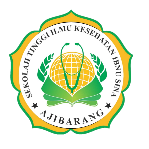 SEKOLAH TINGGI ILMU KESEHATAN IBNU SINA
AJIBARANG